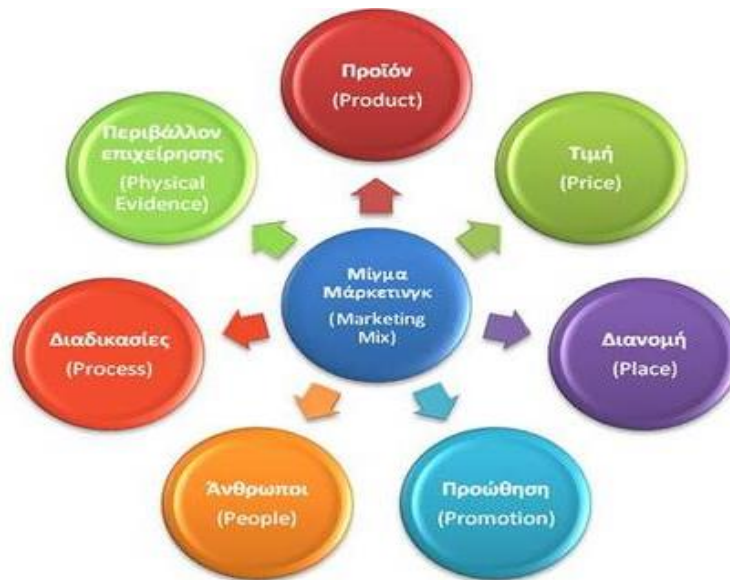 Προϊόν
(Product)
Περιβάλλον
επιχείρησης
(Physical
Evidence)
Τιμή
(Price)
Μίγμα
Μάρκετινγκ
(Marketing
Mix)
Διαδικασίες
(Process)
Διανομή
(Place)
Άνθρωποι
(People)
Προώθηση
(Promotion)